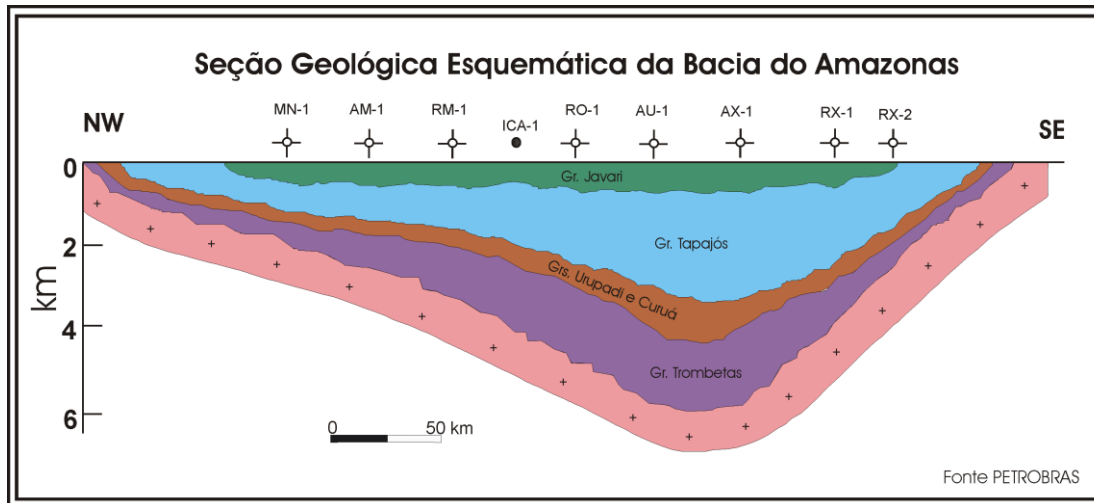 Seção Geológica Esquemática da Bacia do Amazonas
NW
MN-1
AM-1
RM-1
ICA-1
RO-1
AU-1
AX-1
RX-1
RX-2
SE
0
2
4
6
km
Gr. Javari
Gr. Tapajós
Grs. Urupadi e Curuá
Gr. Trombetas
0 50 km
Fonte PETROBRAS